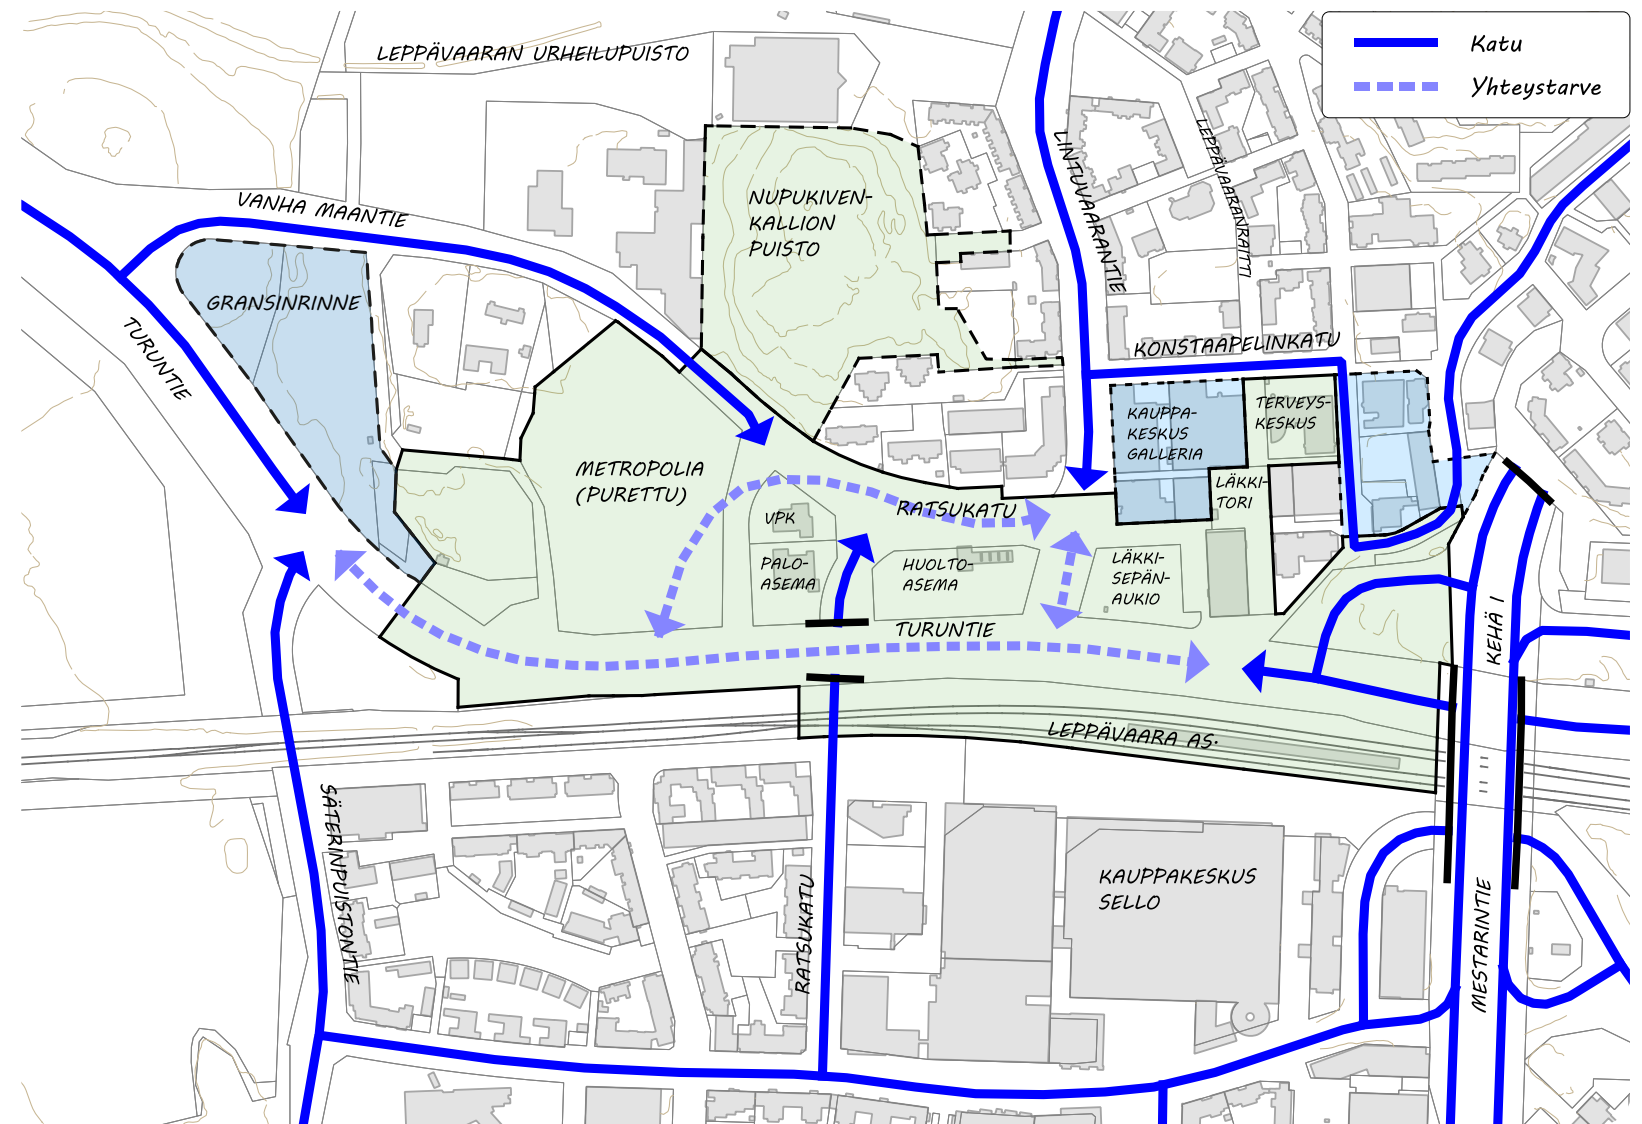 LEPPÄVAARAN URHEILUPUISTO
Katu
Yhteystarve
LINTUVAARANTIE
LEPPÄVAARANRAITTI
NUPUKIVEN-
KALLION
PUISTO
VANHA MAANTIE
GRANSINRINNE
TURUNTIE
KONSTAAPELINKATU
KAUPPA-
KESKUS
GALLERIA
TERVEYS-
KESKUS
METROPOLIA
(PURETTU)
LÄKKI-
TORI
RATSUKATU
VPK
PALO-
ASEMA
HUOLTO-
ASEMA
LÄKKI-
SEPÄN-
AUKIO
TURUNTIE
KEHÄ I
LEPPÄVAARA AS.
SÄTERINPUISTONTIE
RATSUKATU
KAUPPAKESKUS
SELLO
MESTARINTIE